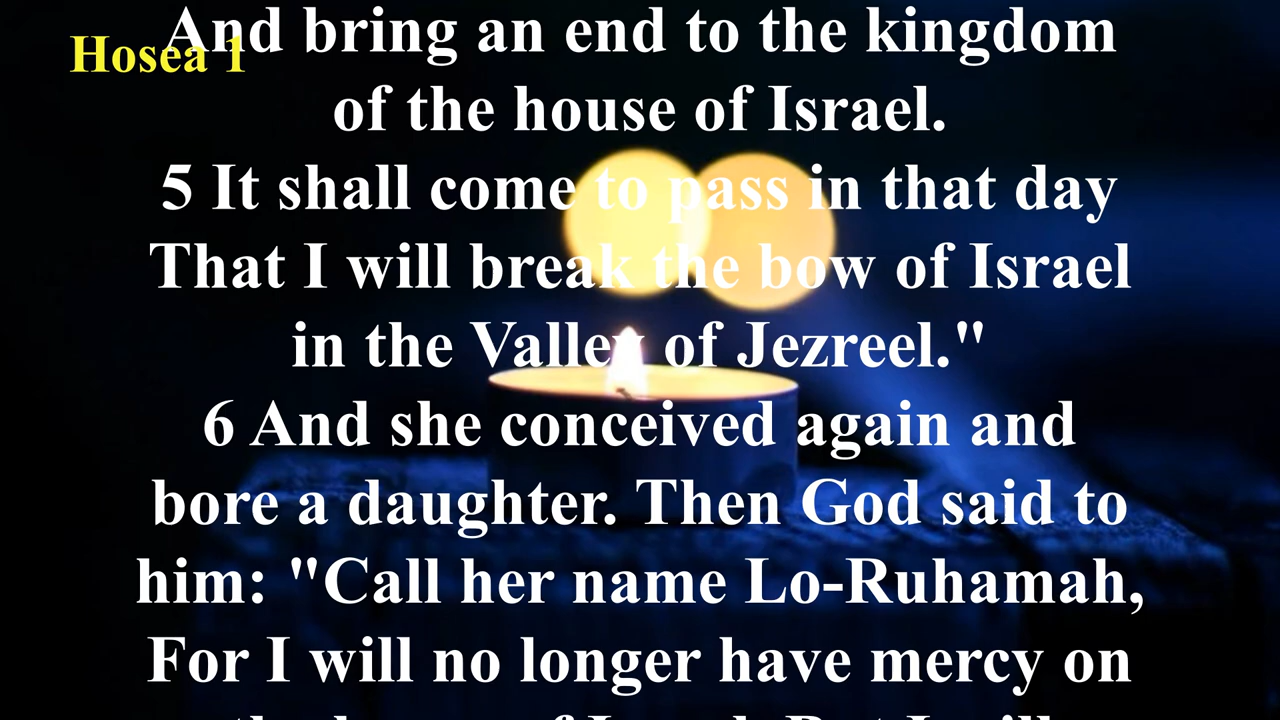 Hosea 1
And bring an end to the kingdom
of the house of Israel.
5 It shall come to pass in that day
That I will break the bow of Israel
in the Valley of Jezreel."
6 And she conceived again and
bore a daughter. Then God said to
him: "Call her name Lo-Ruhamah,
For I will no longer have mercy on